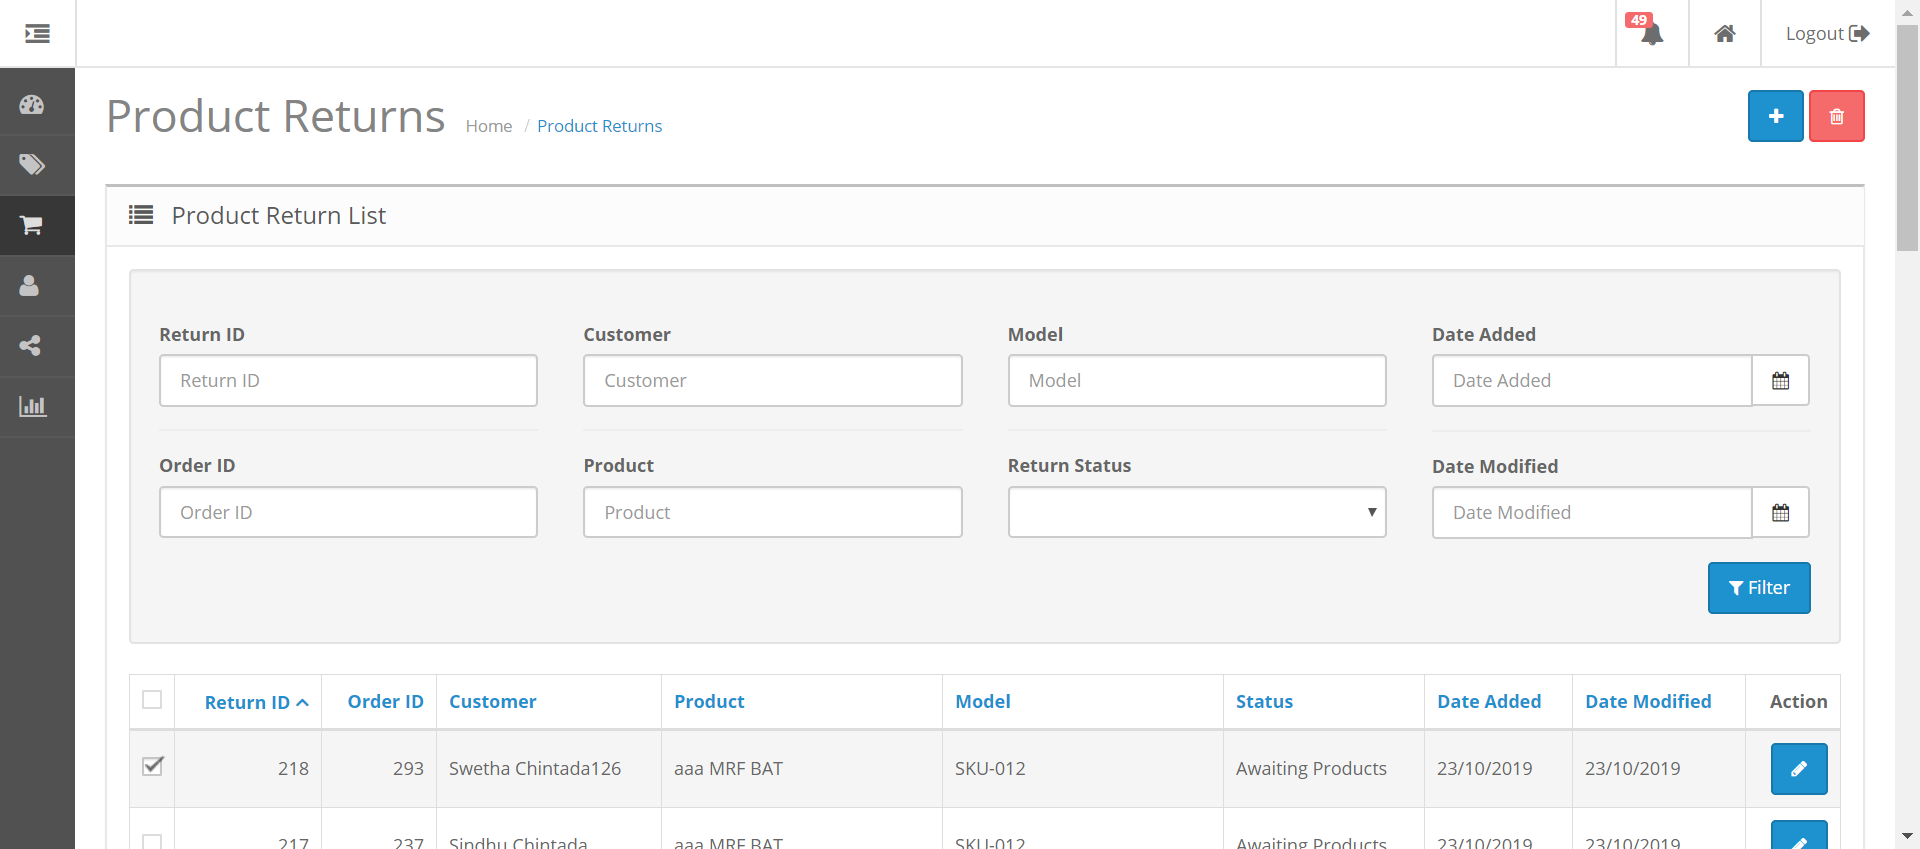 49
Logout
Product Returns
Home / Product Returns
Product Return List
Return ID
Customer
Model
Date Added
Return ID
Customer
Model
Date Added
Order ID
Product
Return Status
Date Modified
Order ID
Product
Date Modified
Filter
Return ID Order ID Customer Product Model Status Date Added Date Modified Action
218 293 Swetha Chintada126 aaa MRF BAT SKU-012 Awaiting Products 23/10/2019 23/10/2019
217 237 Sindhu Chintada aaa MRF BAT SKU-012 Awaiting Products 23/10/2019 23/10/2019